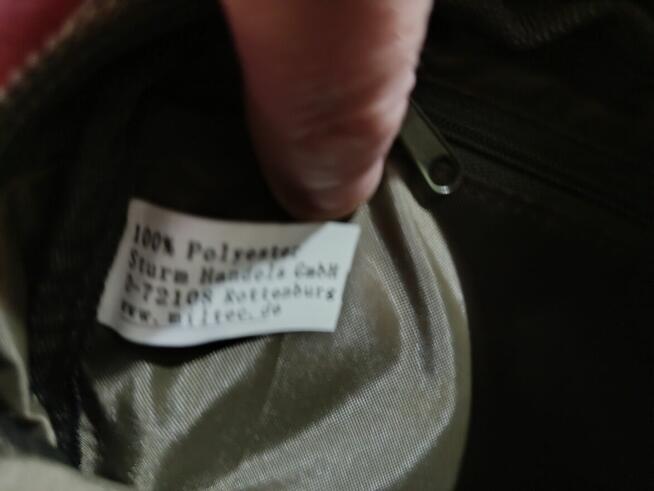 100% Polyester
Sturm Handels GmbH
D-72108 Rottenburg
www.miltec.de